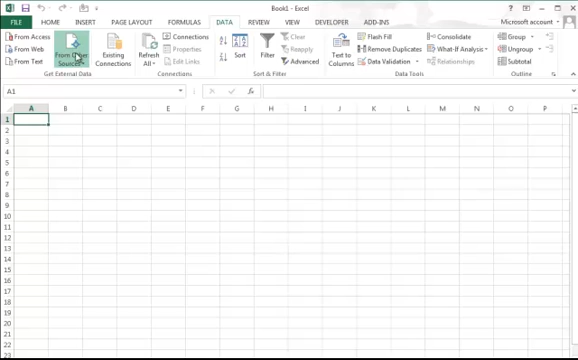 Book1 - Excel
FILE HOME INSERT PAGE LAYOUT FORMULAS DATA REVIEW VIEW DEVELOPER ADD-INS Microsoft account
From Access
From Web
From Text
From Other Sources
Existing Connections
Get External Data
Refresh All
Connections
Properties
Edit Links
Connections
Sort
Filter
Clear
Reapply
Advanced
Sort & Filter
Text to Columns
Flash Fill
Remove Duplicates
Data Validation
Consolidate
What-If Analysis
Relationships
Data Tools
Group
Ungroup
Subtotal
Outline
A1 fx
A B C D E F G H I J K L M N O P
1
2
3
4
5
6
7
8
9
10
11
12
13
14
15
16
17
18
19
20
21
22
23